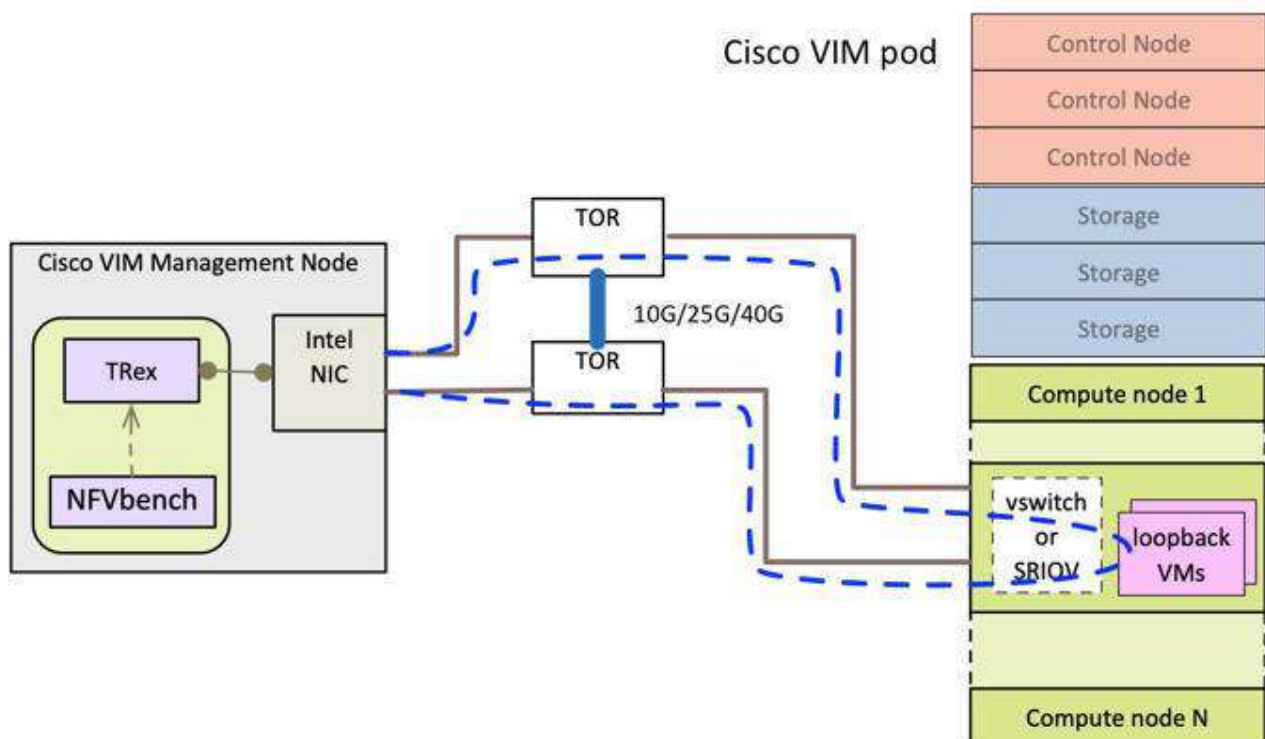 Cisco VIM pod
Control Node
Control Node
Control Node
Storage
Storage
Storage
TOR
10G/25G/40G
TOR
Cisco VIM Management Node
Intel
NIC
TRex
NFVbench
Compute node 1
vswitch
or
SRIOV
loopback
VMs
Compute node N